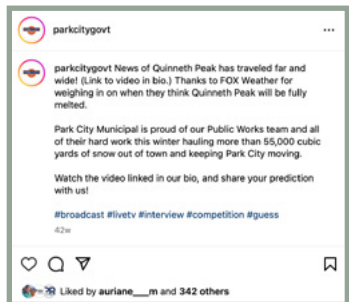 parkcitygovt
parkcitygovt News of Quinneth Peak has traveled far and
wide! (Link to video in bio.) Thanks to FOX Weather for
weighing in on when they think Quinneth Peak will be fully
melted.
Park City Municipal is proud of our Public Works team and all
of their hard work this winter hauling more than 55,000 cubic
yards of snow out of town and keeping Park City moving.
Watch the video linked in our bio, and share your prediction
with us!
#broadcast #livetv #interview #competition #guess
42w
Liked by auriane___m and 342 others